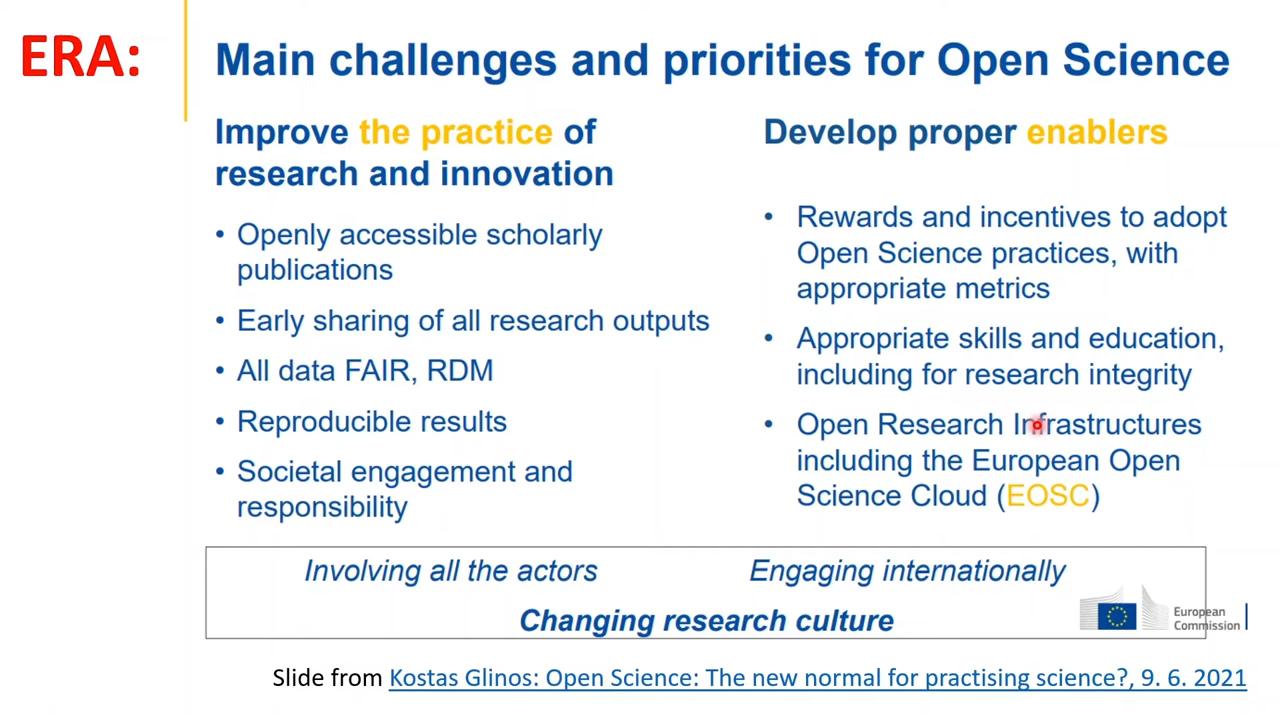 ERA:
Main challenges and priorities for Open Science
Improve the practice of
research and innovation
• Openly accessible scholarly
publications
• Early sharing of all research outputs
• All data FAIR, RDM
• Reproducible results
• Societal engagement and
responsibility
Develop proper enablers
• Rewards and incentives to adopt
Open Science practices, with
appropriate metrics
• Appropriate skills and education,
including for research integrity
• Open Research Infrastructures
including the European Open
Science Cloud (EOSC)
Involving all the actors
Engaging internationally
Changing research culture
European
Commission
Slide from Kostas Glinos: Open Science: The new normal for practising science?, 9. 6. 2021